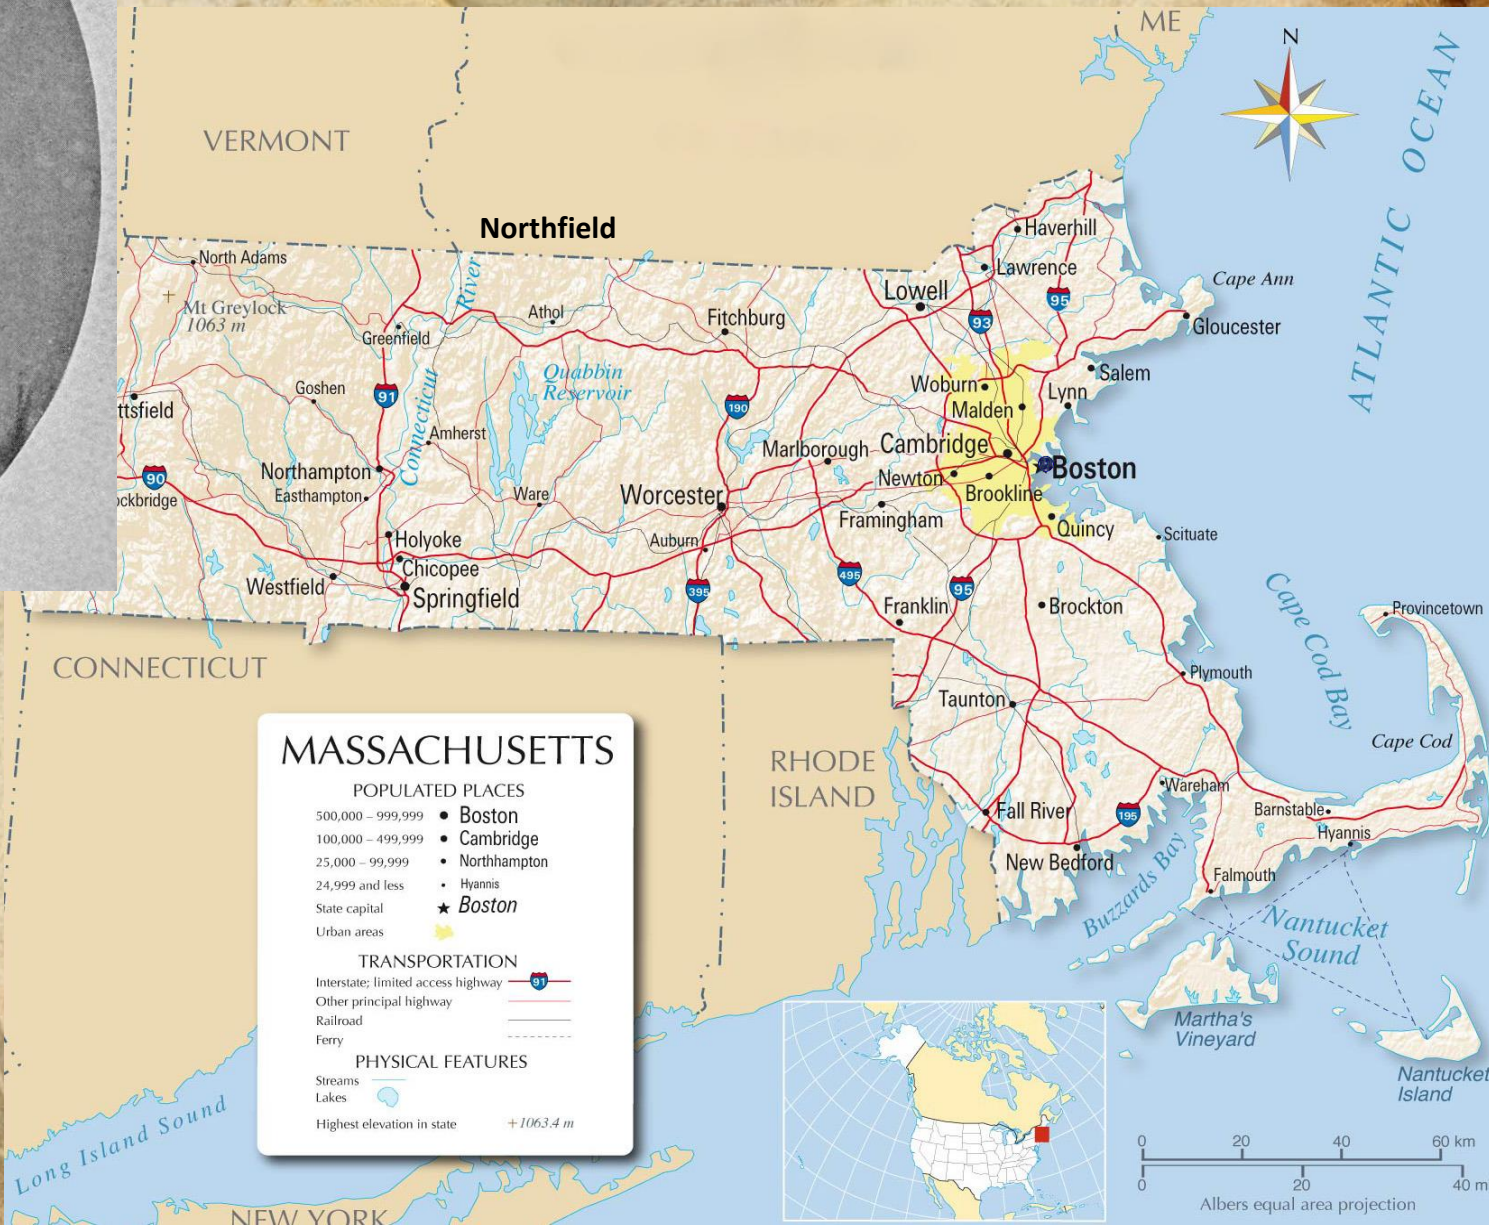 ME
N
ATLANTIC OCEAN
VERMONT
Northfield
Haverhill
North Adams
Lawrence
Cape Ann
River
Mt Greylock
1063 m
Lowell
95
Athol
Fitchburg
93
Gloucester
Greenfield
Quabbin
Reservoir
Salem
Woburn
Lynn
Goshen
91
190
Malden
ttsfield
Connecticut
Amherst
Marlborough
Cambridge
Boston
Northampton
90
Newton
Easthampton
Ware
Worcester
Brookline
ockbridge
Framingham
Quincy
Scituate
Holyoke
Auburn
Chicopee
495
Westfield
395
95
Springfield
Franklin
Brockton
Provincetown
Cape Cod Bay
CONNECTICUT
Plymouth
Taunton
Cape Cod
RHODE
ISLAND
Wareham
Fall River
195
Barnstable
Hyannis
New Bedford
Buzzards Bay
Falmouth
Nantucket
Sound
Martha's
Vineyard
Nantucket
Island
MASSACHUSETTS
POPULATED PLACES
500,000 – 999,999 Boston
100,000 – 499,999 Cambridge
25,000 – 99,999 Northhampton
24,999 and less Hyannis
State capital Boston
Urban areas
TRANSPORTATION
Interstate; limited access highway 91
Other principal highway
Railroad
Ferry
PHYSICAL FEATURES
Streams
Lakes
Highest elevation in state +1063.4 m
Long Island Sound
NEW YORK
0 20 40 60 km
0 20 40 m
Albers equal area projection